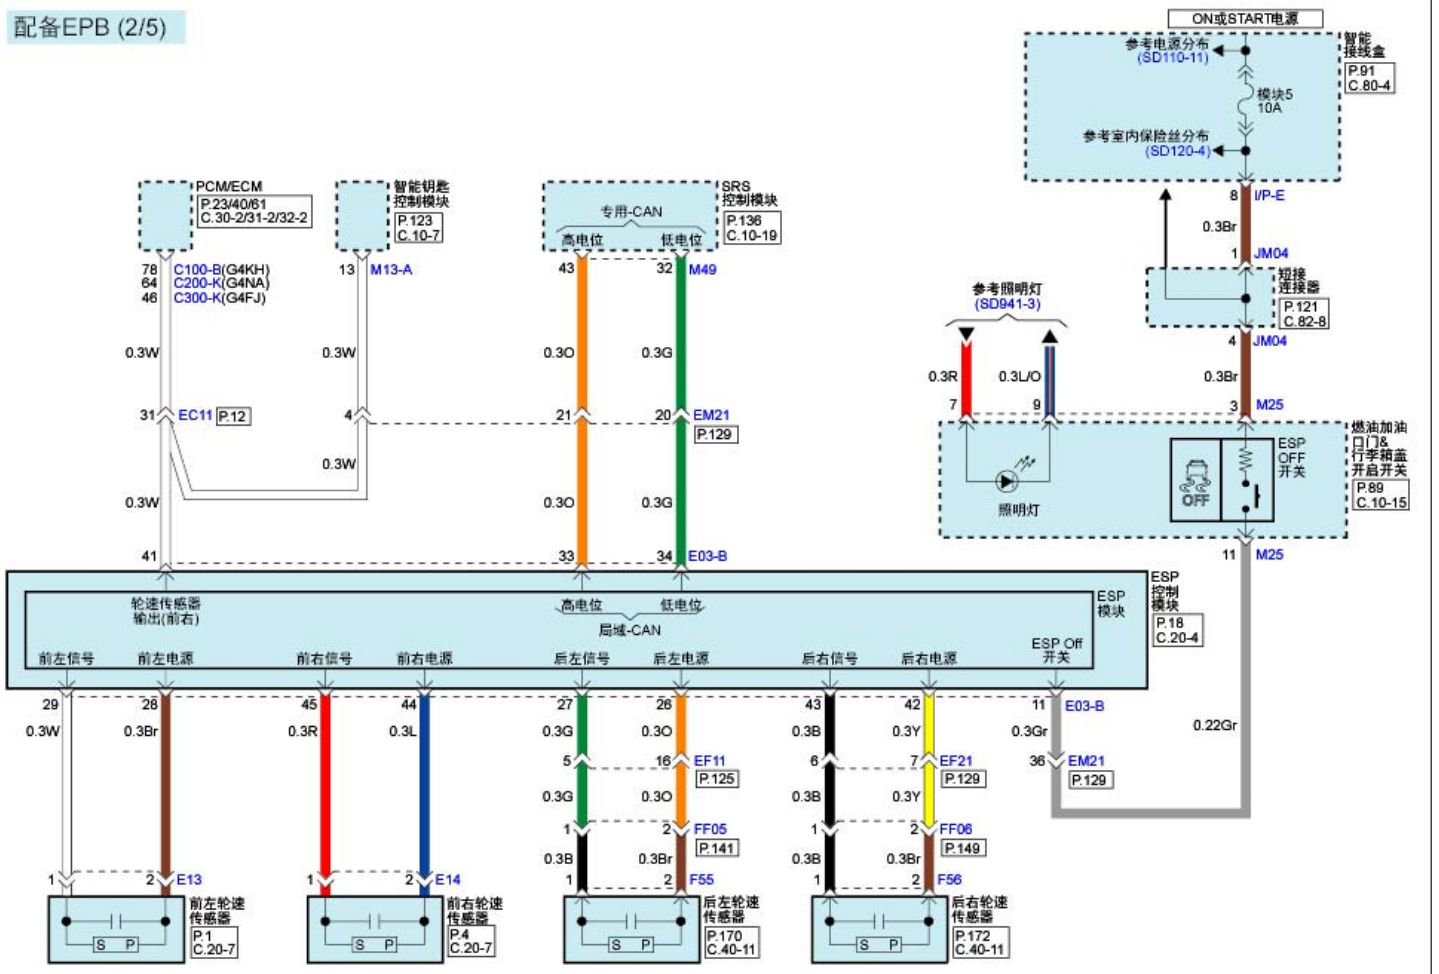 配备EPB (2/5)
ON或START电源
参考电源分布
(SD110-11)
智能
接线盒
P.91
C.80-4
模块5
10A
参考室内保险丝分布
(SD120-4)
8 I/P-E
0.3Br
1 JM04
短接
连接器
P.121
C.82-8
4 JM04
0.3Br
3 M25
PCM/ECM
P.23/40/61
C.30-2/31-2/32-2
智能钥匙
控制模块
P.123
C.10-7
SRS
控制模块
P.136
C.10-19
专用-CAN
高电位 低电位
78 C100-B(G4KH)
64 C200-K(G4NA)
46 C300-K(G4FJ)
13 M13-A
43 32 M49
参考照明灯
(SD941-3)
0.3W 0.3W 0.3O 0.3G
0.3R 0.3L/O
7 9
31 EC11 P.12
4 21 20 EM21
P.129
0.3W
0.3W 0.3O 0.3G
照明灯
OFF
ESP
OFF
开关
燃油加油
口门&
行李箱盖
开启开关
P.89
C.10-15
11 M25
41 33 34 E03-B
轮速传感器
输出(前右)
高电位 低电位
局域-CAN
ESP
模块
ESP
控制
模块
P.18
C.20-4
前左信号 前左电源 前右信号 前右电源 后左信号 后左电源 后右信号 后右电源
ESP Off
开关
29 28 45 44 27 26 43 42 11 E03-B
0.3W 0.3Br 0.3R 0.3L 0.3G 0.3O 0.3B 0.3Y 0.3Gr 0.22Gr
5 16 EF11
P.125
6 7 EF21
P.129
36 EM21
P.129
0.3G 0.3O 0.3B 0.3Y
1 2 FF05
P.141
1 2 FF06
P.149
0.3B 0.3Br 0.3B 0.3Br
1 2 E13
1 2 E14
1 2 F55
1 2 F56
S P
前左轮速
传感器
P.1
C.20-7
S P
前右轮速
传感器
P.4
C.20-7
S P
后左轮速
传感器
P.170
C.40-11
S P
后右轮速
传感器
P.172
C.40-11